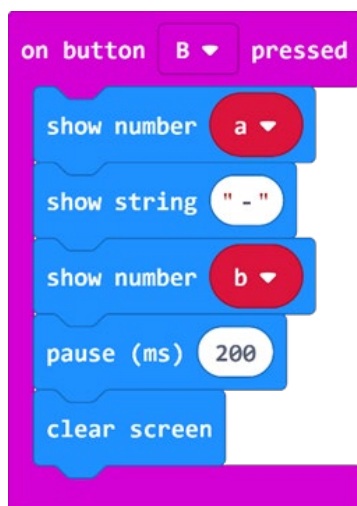 on button B pressed
show number a
show string "-"
show number b
pause (ms) 200
clear screen